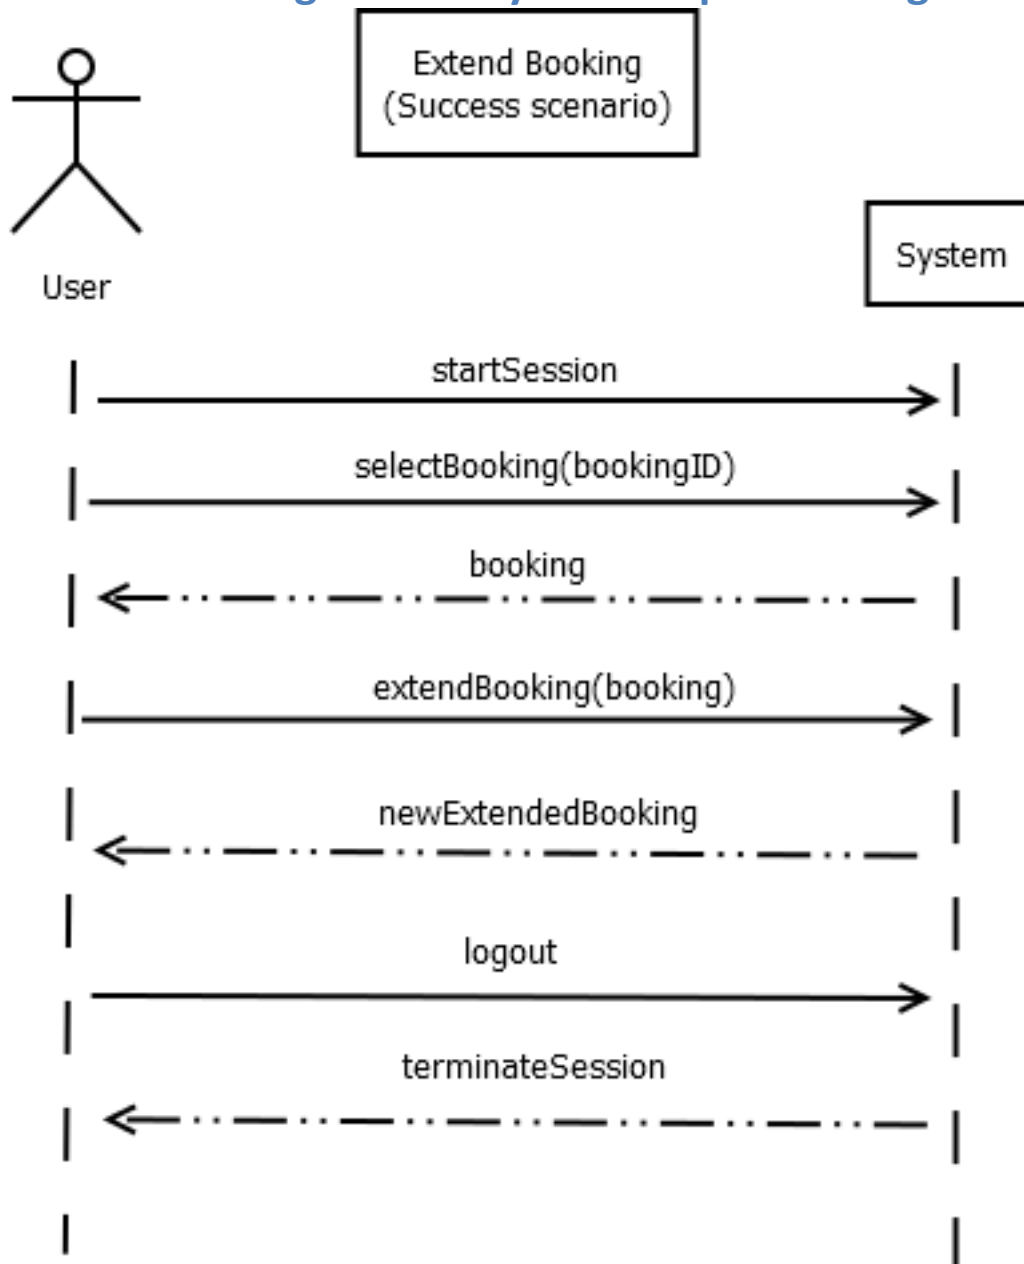 Extend Booking
(Success scenario)
System
User
startSession
selectBooking(bookingID)
booking
extendBooking(booking)
newExtendedBooking
logout
terminateSession